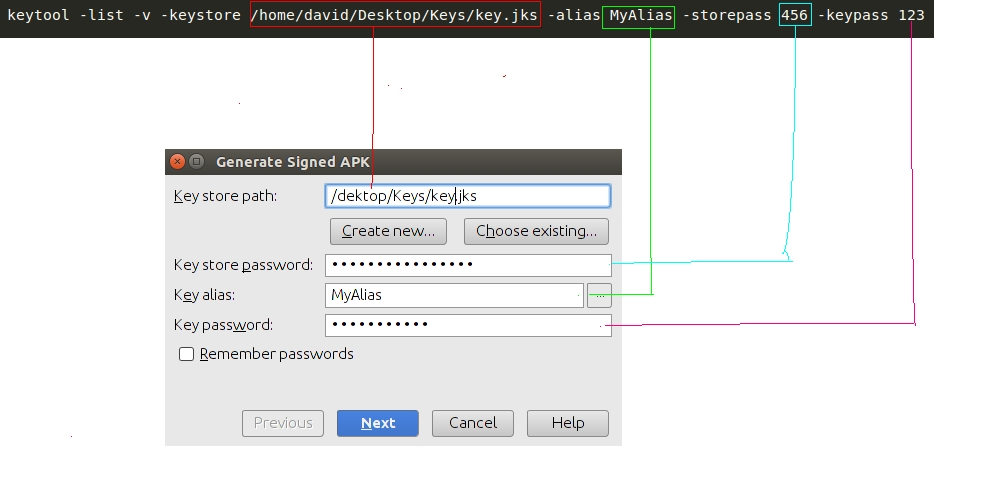 keytool -list -v -keystore /home/david/Desktop/Keys/key.jks -alias MyAlias -storepass 456 -keypass 123
Generate Signed APK
Key store path: /dektop/Keys/key.jks
Create new... Choose existing...
Key store password: ••••••••••••••••
Key alias: MyAlias ...
Key password: •••••••••••
Remember passwords
Previous Next Cancel Help